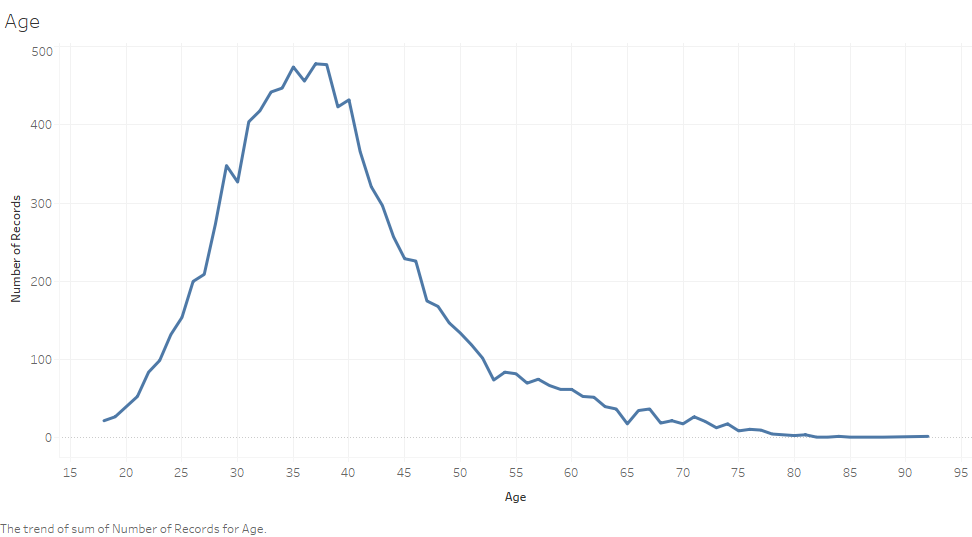 Age
500
400
300
200
100
0
Number of Records
15 20 25 30 35 40 45 50 55 60 65 70 75 80 85 90 95
Age
The trend of sum of Number of Records for Age.